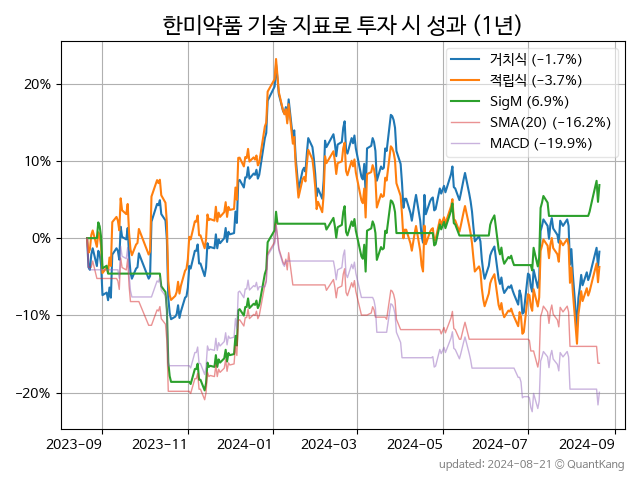 한미약품 기술 지표로 투자 시 성과 (1년)
거치식 (−1.7%)
적립식 (−3.7%)
SigM (6.9%)
SMA(20) (−16.2%)
MACD (−19.9%)
20%
10%
0%
−10%
−20%
2023-09 2023-11 2024-01 2024-03 2024-05 2024-07 2024-09
updated: 2024-08-21 © QuantKang